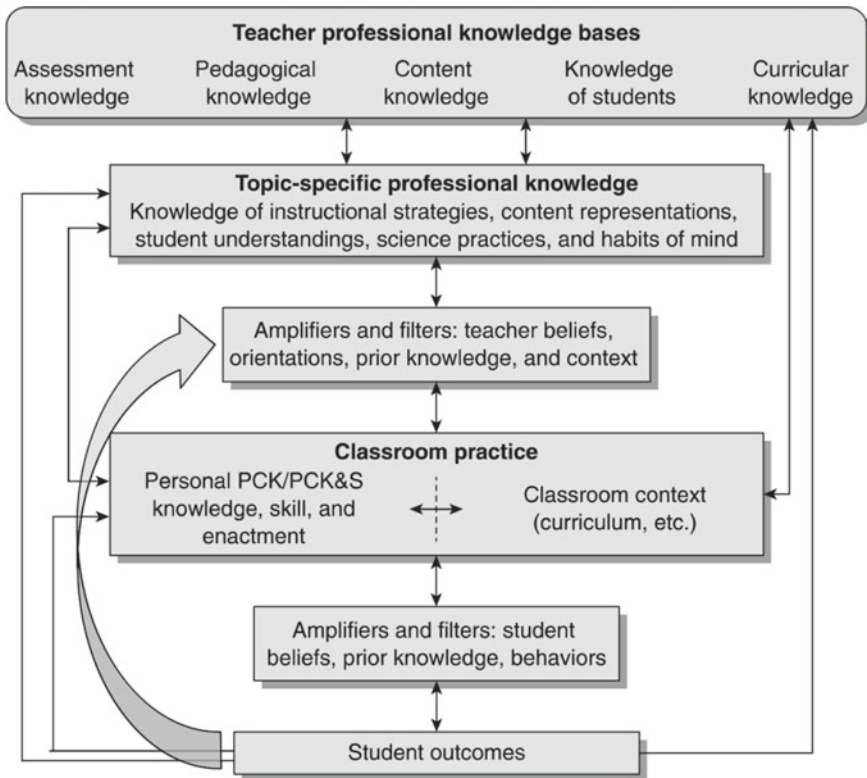 Teacher professional knowledge bases
Assessment knowledge
Pedagogical knowledge
Content knowledge
Knowledge of students
Curricular knowledge
Topic-specific professional knowledge
Knowledge of instructional strategies, content representations,
student understandings, science practices, and habits of mind
Amplifiers and filters: teacher beliefs,
orientations, prior knowledge, and context
Classroom practice
Personal PCK/PCK&S
knowledge, skill, and
enactment
Classroom context
(curriculum, etc.)
Amplifiers and filters: student
beliefs, prior knowledge, behaviors
Student outcomes